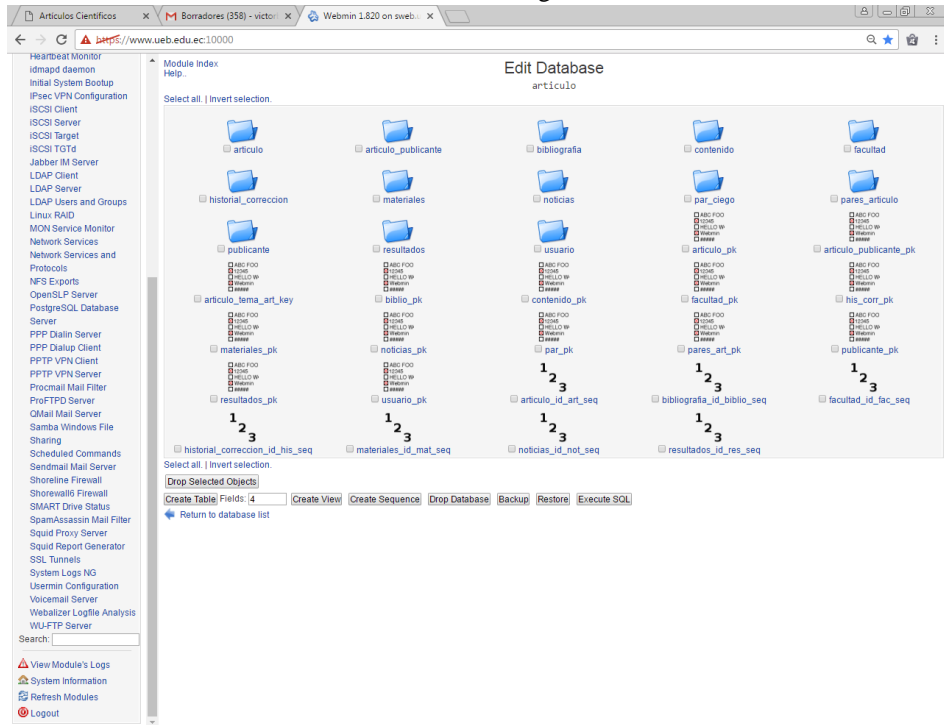 Articulos Científicos
Borradores (358) - victori
Webmin 1.820 on sweb.
https://www.ueb.edu.ec:10000
Heartbeat Monitor
idmapd daemon
Initial System Bootup
IPsec VPN Configuration
iSCSI Client
iSCSI Server
iSCSI Target
iSCSI TGTd
Jabber IM Server
LDAP Client
LDAP Server
LDAP Users and Groups
Linux RAID
MON Service Monitor
Network Services
Network Services and
Protocols
NFS Exports
OpenSLP Server
PostgreSQL Database
Server
PPP Dialin Server
PPP Dialup Client
PPTP VPN Client
PPTP VPN Server
Procmail Mail Filter
ProFTPD Server
QMail Mail Server
Samba Windows File
Sharing
Scheduled Commands
Sendmail Mail Server
Shoreline Firewall
Shorewall6 Firewall
SMART Drive Status
SpamAssassin Mail Filter
Squid Proxy Server
Squid Report Generator
SSL Tunnels
System Logs NG
Usermin Configuration
Voicemail Server
Webalizer Logfile Analysis
WU-FTP Server
Search:
View Module's Logs
System Information
Refresh Modules
Logout
Module Index
Help..
Edit Database
articulo
Select all. | Invert selection.
articulo articulo_publicante bibliografia contenido facultad
historial_correccion materiales noticias par_ciego pares_articulo
publicante resultados usuario articulo_pk articulo_publicante_pk
articulo_tema_art_key biblio_pk contenido_pk facultad_pk his_corr_pk
materiales_pk noticias_pk par_pk pares_art_pk publicante_pk
resultados_pk usuario_pk articulo_id_art_seq bibliografia_id_biblio_seq facultad_id_fac_seq
historial_correccion_id_his_seq materiales_id_mat_seq noticias_id_not_seq resultados_id_res_seq
Select all. | Invert selection.
Drop Selected Objects
Create Table Fields: 4 Create View Create Sequence Drop Database Backup Restore Execute SQL
Return to database list